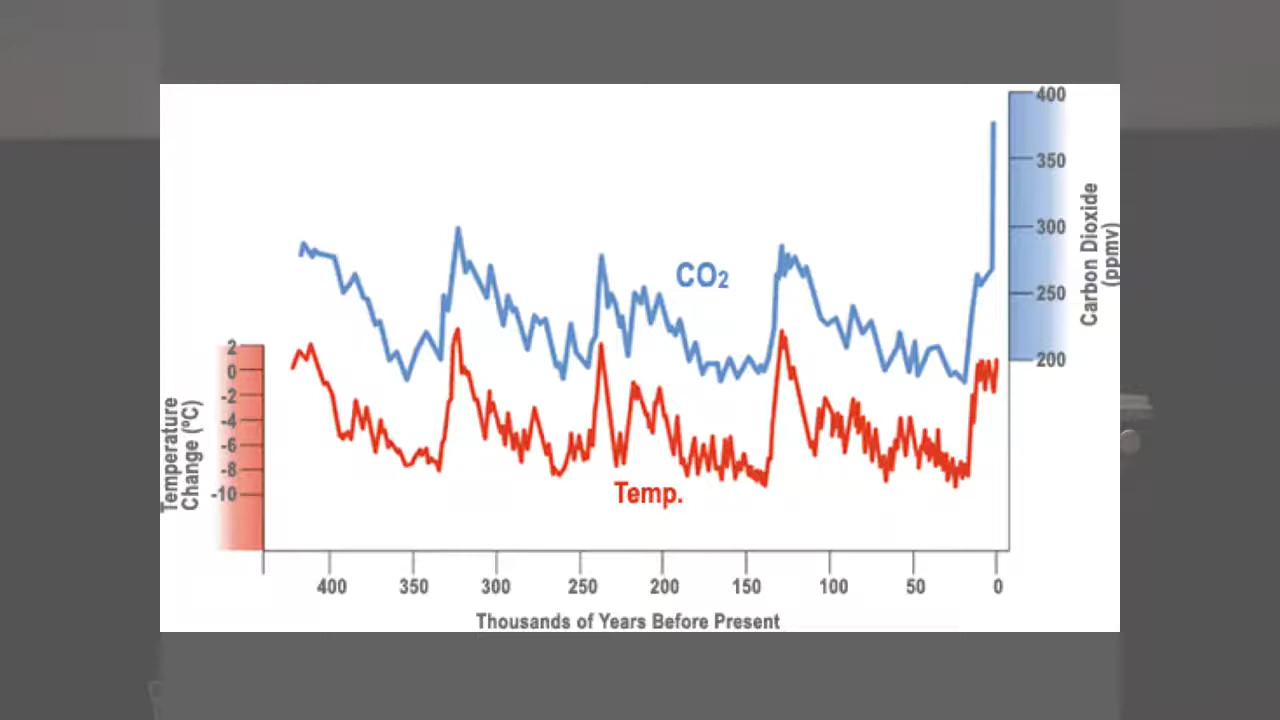 400
350
300
250
200
Carbon Dioxide
(ppmv)
CO₂
2
0
-2
-4
-6
-8
-10
Temperature
Change (ºC)
Temp.
400 350 300 250 200 150 100 50 0
Thousands of Years Before Present